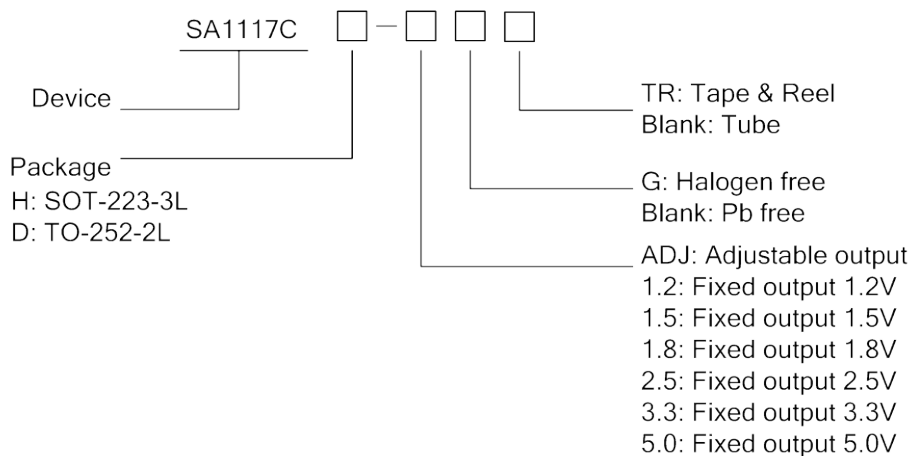 SA1117C
Device
Package
H: SOT-223-3L
D: TO-252-2L
TR: Tape & Reel
Blank: Tube
G: Halogen free
Blank: Pb free
ADJ: Adjustable output
1.2: Fixed output 1.2V
1.5: Fixed output 1.5V
1.8: Fixed output 1.8V
2.5: Fixed output 2.5V
3.3: Fixed output 3.3V
5.0: Fixed output 5.0V